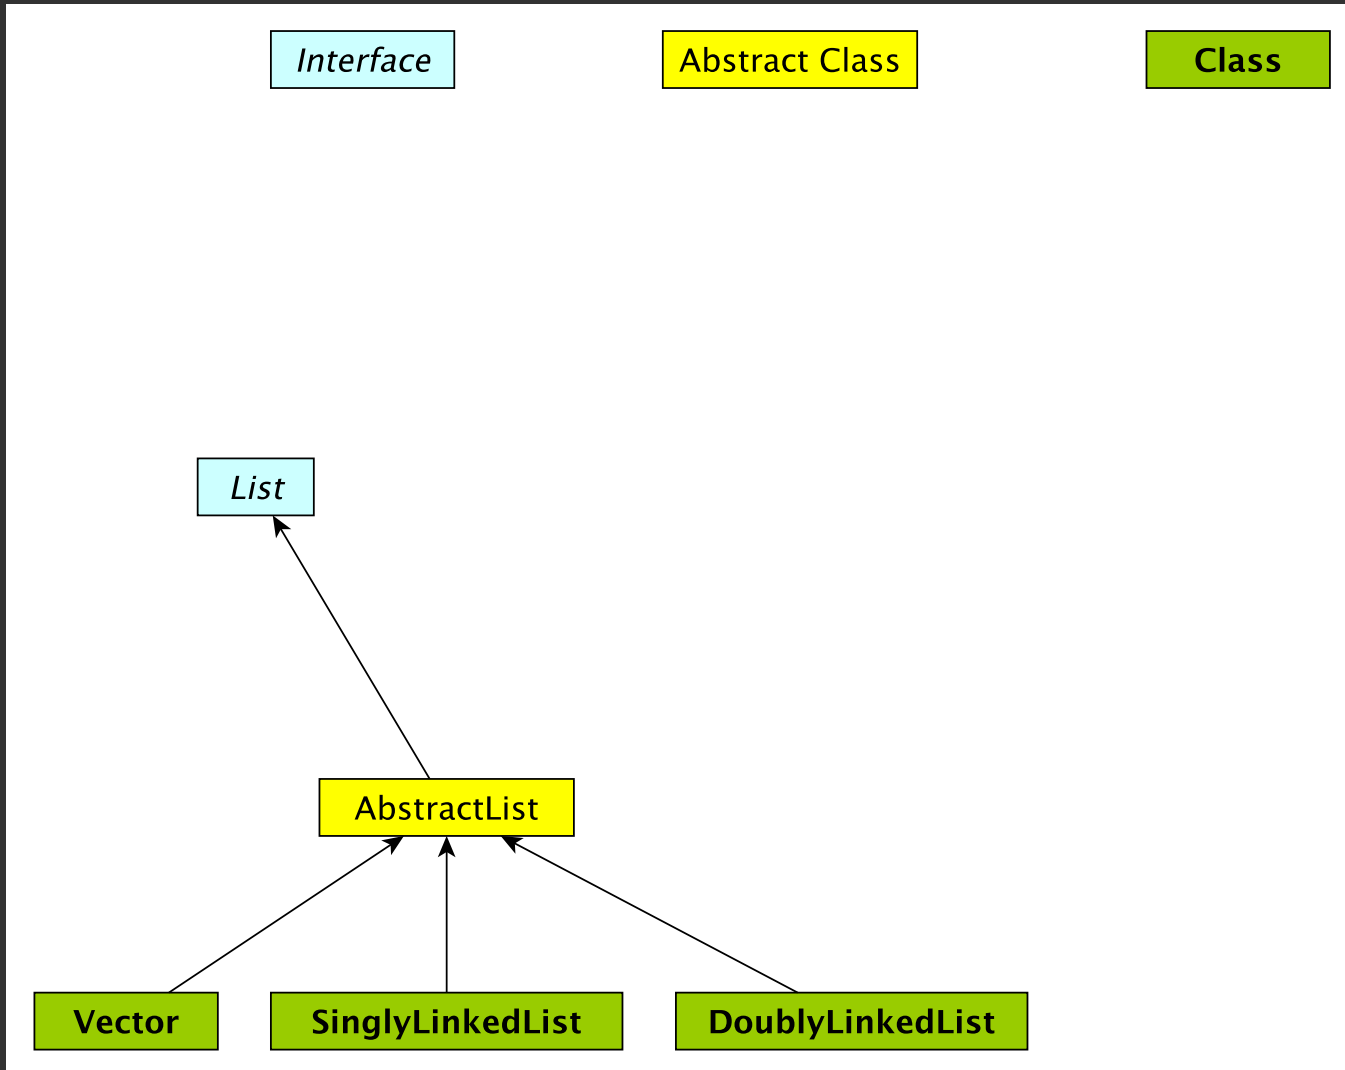 Interface
Abstract Class
Class
List
AbstractList
Vector
SinglyLinkedList
DoublyLinkedList